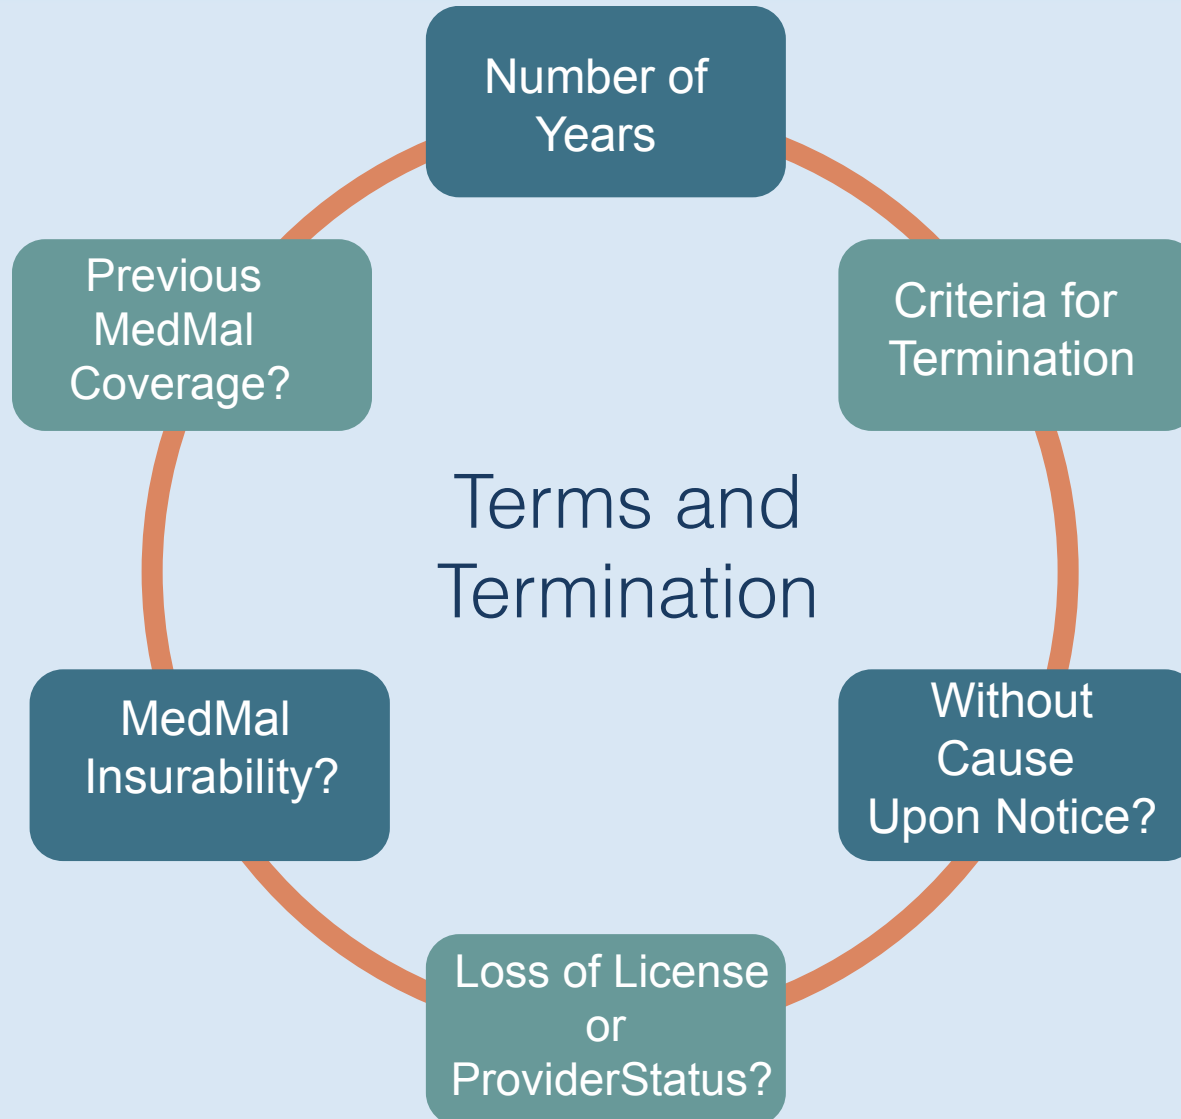 Number of
Years
Previous
MedMal
Coverage?
Criteria for
Termination
Terms and
Termination
MedMal
Insurability?
Without
Cause
Upon Notice?
Loss of License
or
ProviderStatus?